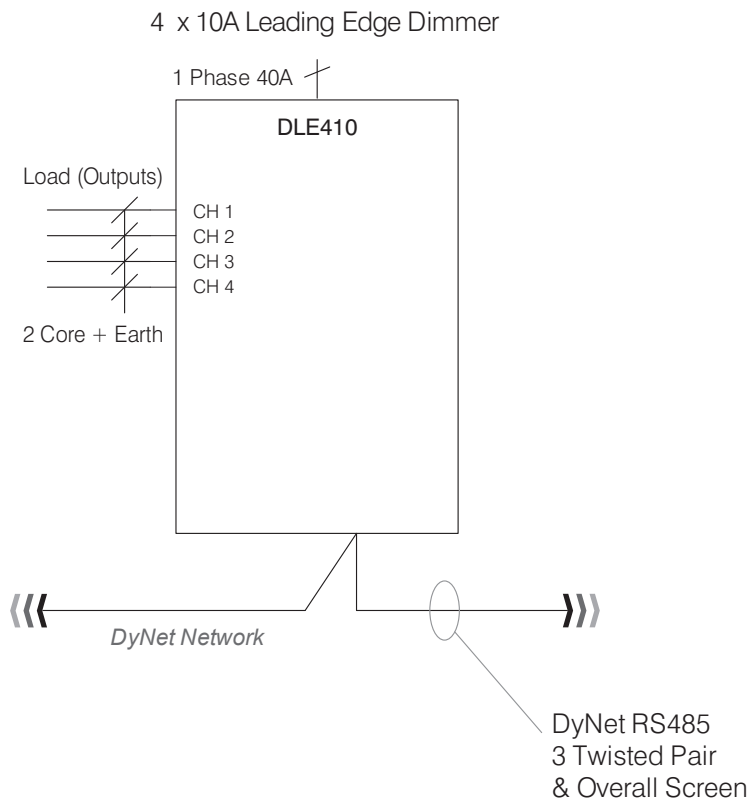 4 x 10A Leading Edge Dimmer
1 Phase 40A
DLE410
Load (Outputs)
CH 1
CH 2
CH 3
CH 4
2 Core + Earth
DyNet Network
DyNet RS485
3 Twisted Pair
& Overall Screen